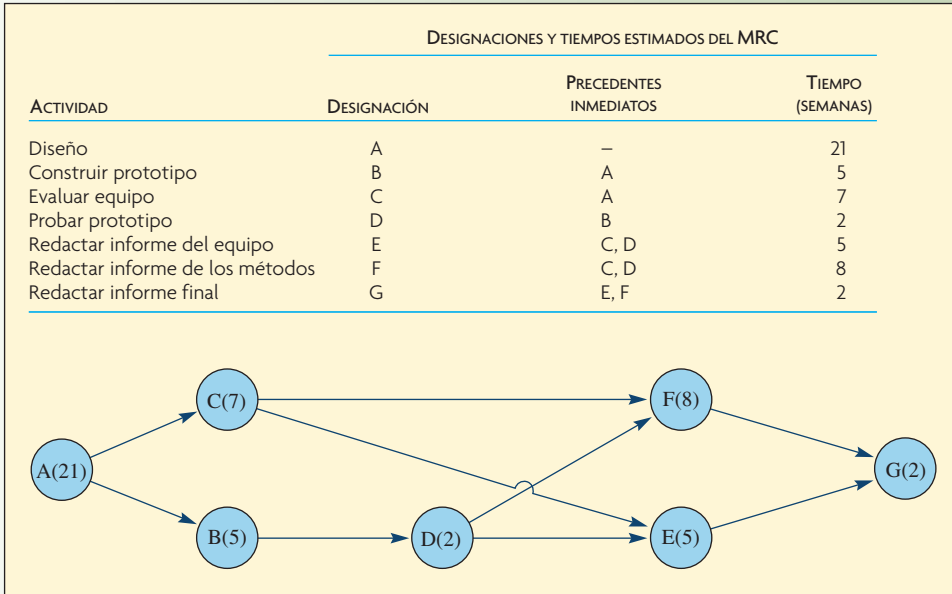 DESIGNACIONES Y TIEMPOS ESTIMADOS DEL MRC
ACTIVIDAD DESIGNACIÓN PRECEDENTES INMEDIATOS TIEMPO (SEMANAS)
Diseño A – 21
Construir prototipo B A 5
Evaluar equipo C A 7
Probar prototipo D B 2
Redactar informe del equipo E C, D 5
Redactar informe de los métodos F C, D 8
Redactar informe final G E, F 2
C(7) F(8)
A(21) G(2)
B(5) D(2) E(5)